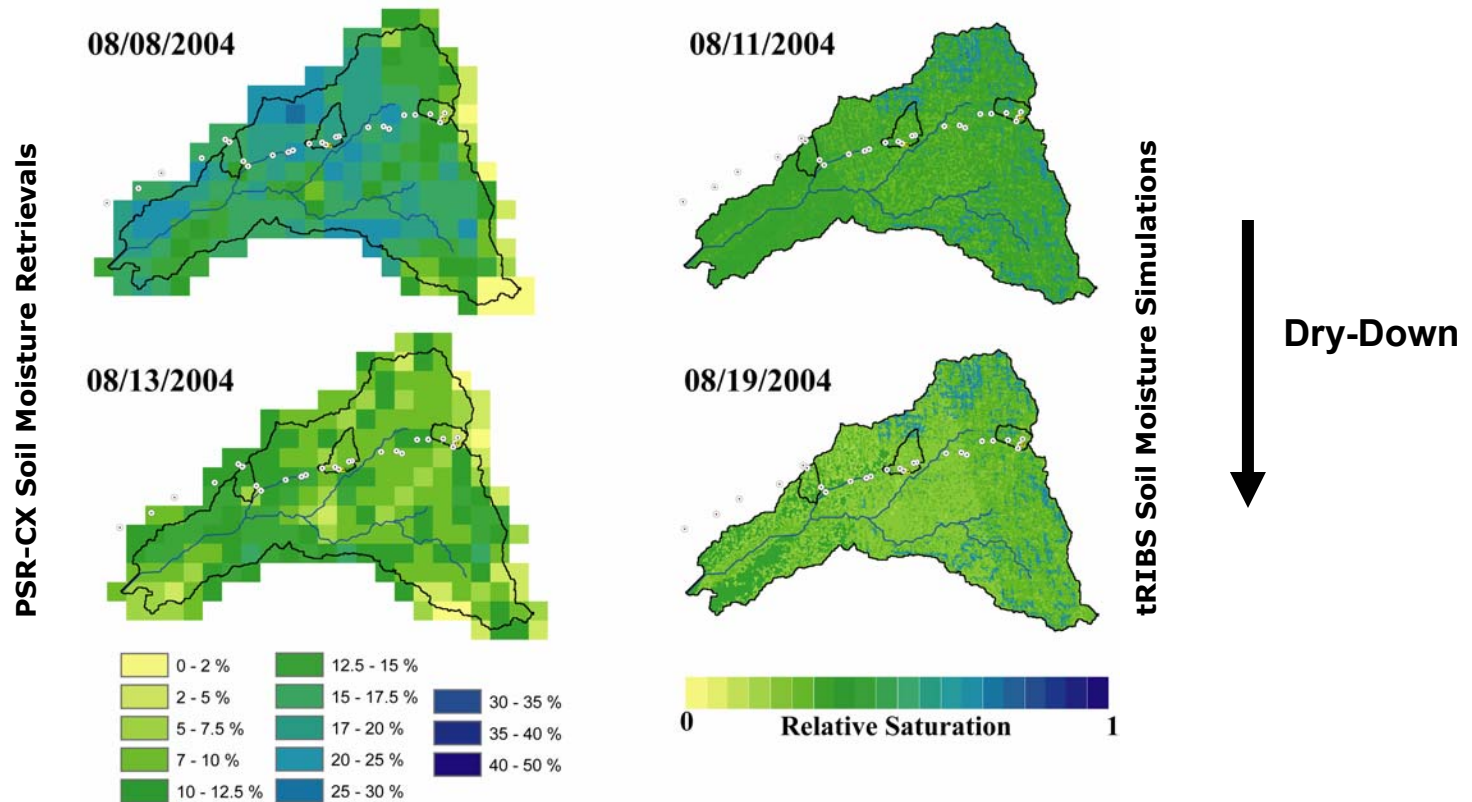 PSR-CX Soil Moisture Retrievals
08/08/2004
08/11/2004
08/13/2004
08/19/2004
tRIBS Soil Moisture Simulations
Dry-Down
0 - 2 %
2 - 5 %
5 - 7.5 %
7 - 10 %
10 - 12.5 %
12.5 - 15 %
15 - 17.5 %
17 - 20 %
20 - 25 %
25 - 30 %
30 - 35 %
35 - 40 %
40 - 50 %
0 Relative Saturation 1